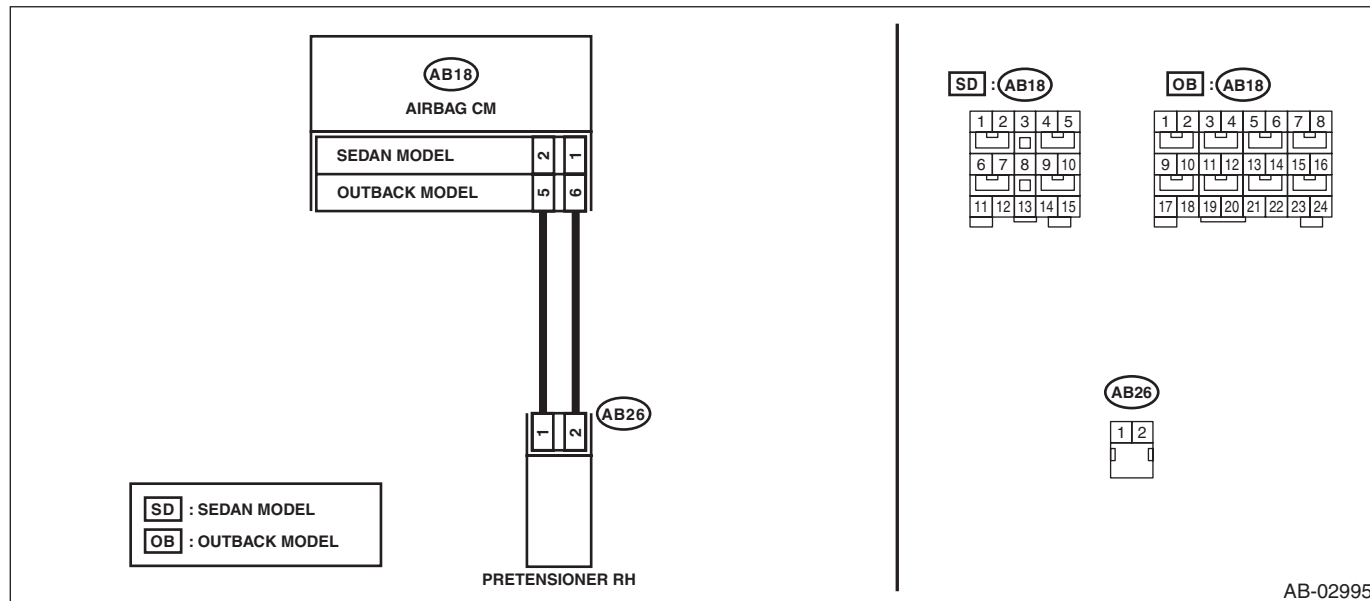 AB18
AIRBAG CM
SEDAN MODEL 2 1
OUTBACK MODEL 5 6
1 2
AB26
PRETENSIONER RH
SD : SEDAN MODEL
OB : OUTBACK MODEL
SD : AB18
1 2 3 4 5
6 7 8 9 10
11 12 13 14 15
OB : AB18
1 2 3 4 5 6 7 8
9 10 11 12 13 14 15 16
17 18 19 20 21 22 23 24
AB26
1 2
AB-02995